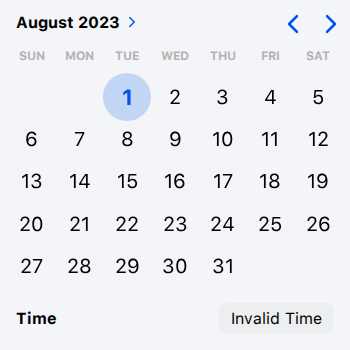 August 2023
SUN MON TUE WED THU FRI SAT
1 2 3 4 5
6 7 8 9 10 11 12
13 14 15 16 17 18 19
20 21 22 23 24 25 26
27 28 29 30 31
Time Invalid Time